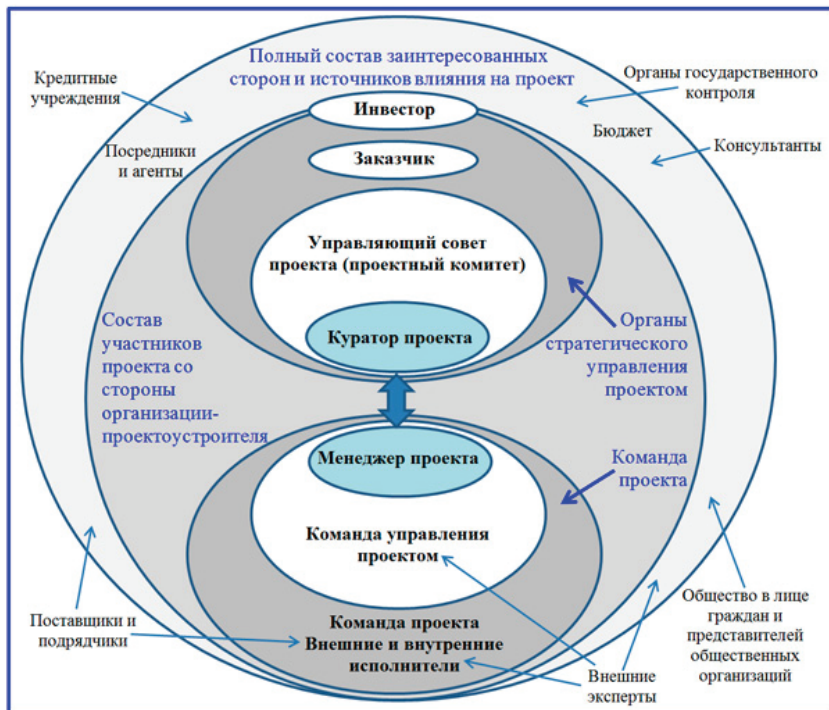 Полный состав заинтересованных
сторон и источников влияния на проект
Кредитные
учреждения
Органы государственного
контроля
Инвестор
Бюджет
Консультанты
Посредники
и агенты
Заказчик
Управляющий совет
проекта (проектный комитет)
Состав
участников
проекта со
стороны
организации-
проектоустроителя
Куратор проекта
Органы
стратегического
управления
проектом
Менеджер проекта
Команда
проекта
Команда управления
проектом
Поставщики и
подрядчики
Команда проекта
Внешние и внутренние
исполнители
Внешние
эксперты
Общество в лице
граждан и
представителей
общественных
организаций